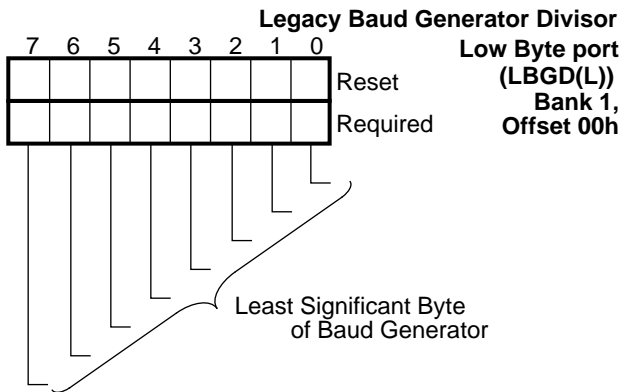 Legacy Baud Generator Divisor
Low Byte port
(LBGD(L))
Bank 1,
Offset 00h
7 6 5 4 3 2 1 0
Reset
Required
Least Significant Byte
of Baud Generator